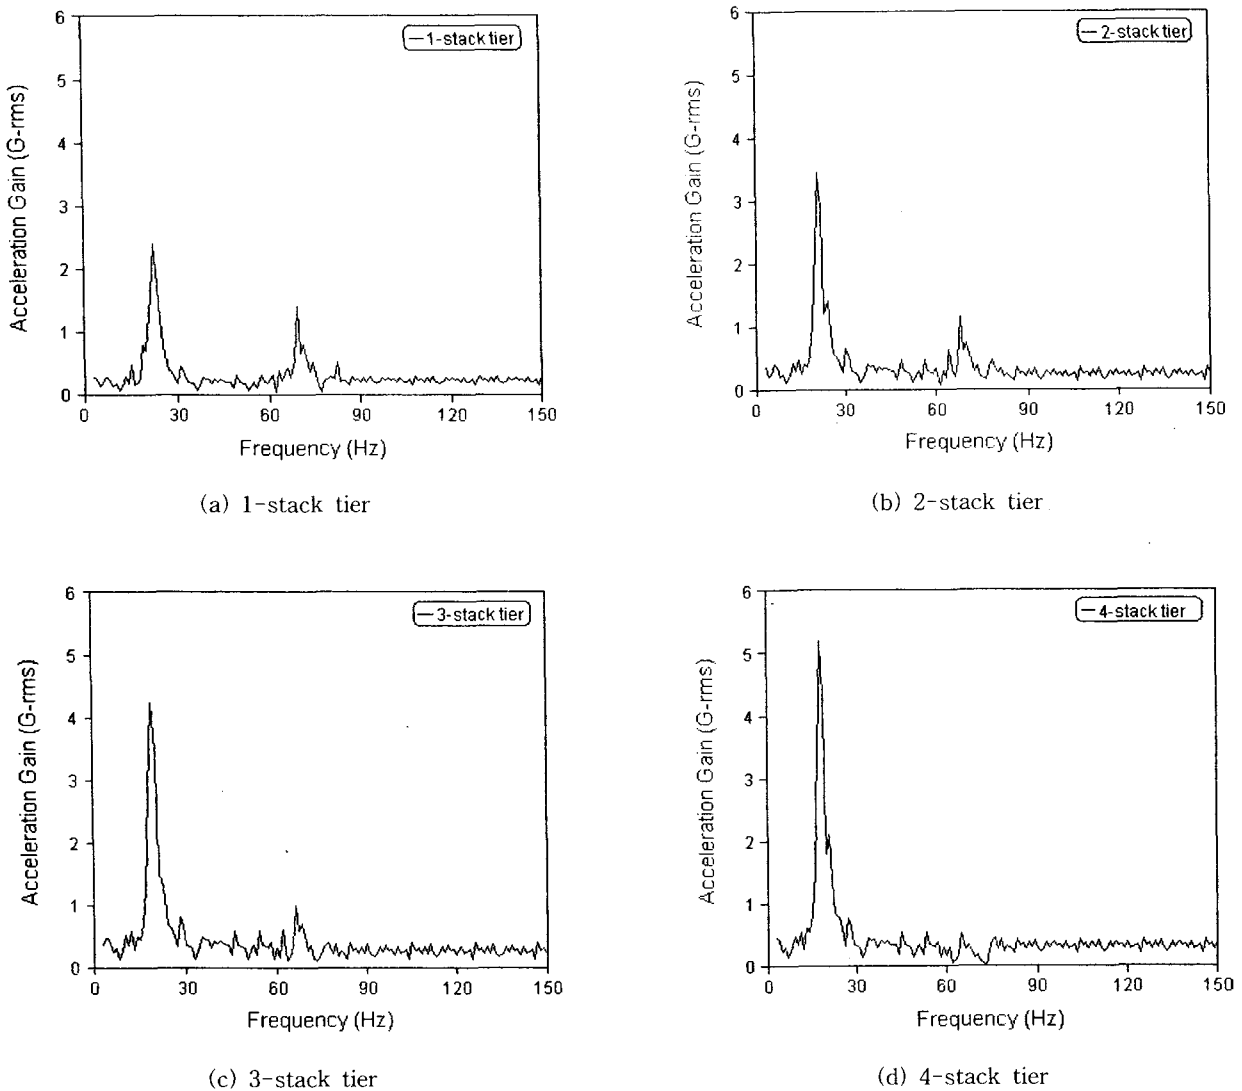 6
5
4
3
2
1
0
0 30 60 90 120 150
Acceleration Gain (G-rms)
Frequency (Hz)
1-stack tier
(a) 1-stack tier
6
5
4
3
2
1
0
0 30 60 90 120 150
Acceleration Gain (G-rms)
Frequency (Hz)
2-stack tier
(b) 2-stack tier
6
5
4
3
2
1
0
0 30 60 90 120 150
Acceleration Gain (G-rms)
Frequency (Hz)
3-stack tier
(c) 3-stack tier
6
5
4
3
2
1
0
0 30 60 90 120 150
Acceleration Gain (G-rms)
Frequency (Hz)
4-stack tier
(d) 4-stack tier